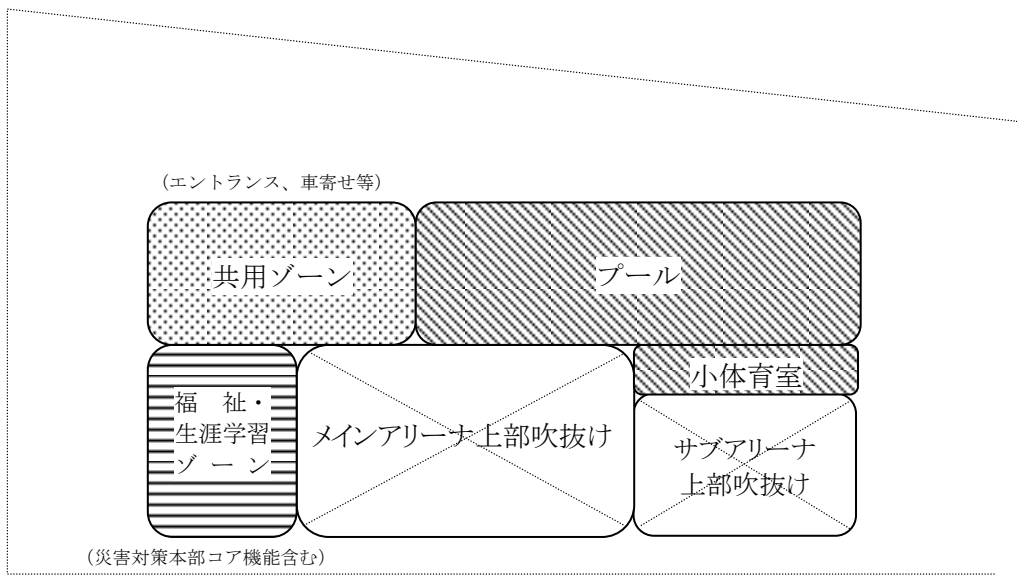 （エントランス、車寄せ等）
共用ゾーン
プール
小体育室
福　祉・
生涯学習
ゾ ー ン
メインアリーナ上部吹抜け
サブアリーナ
上部吹抜け
（災害対策本部コア機能含む）